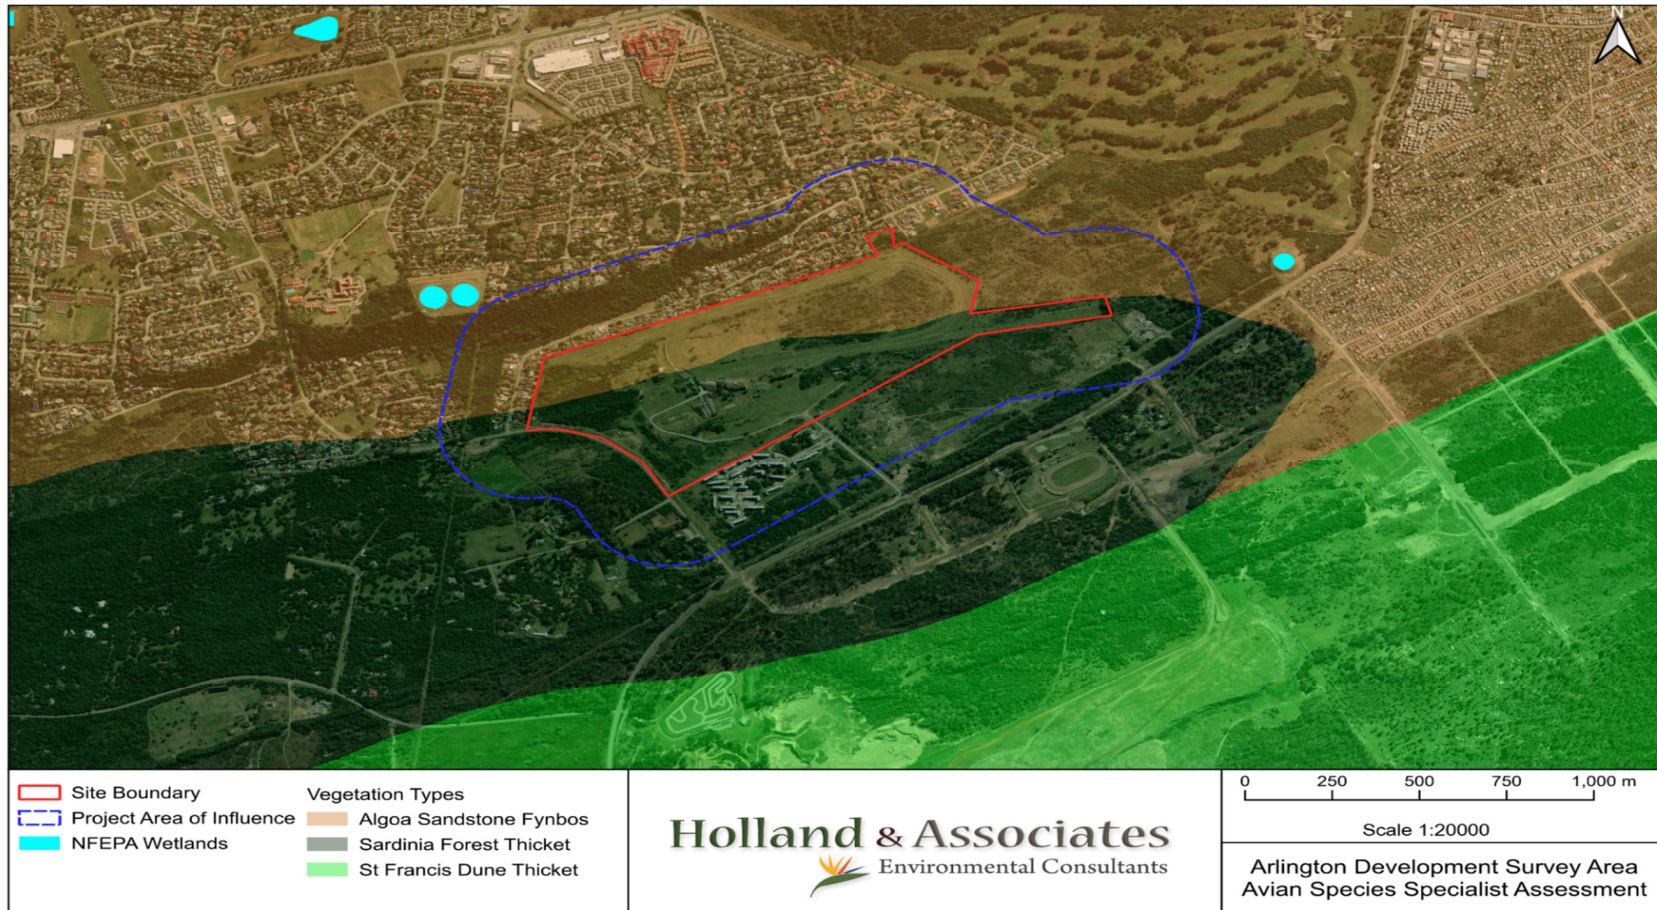 N
Site Boundary
Project Area of Influence
NFEPA Wetlands
Vegetation Types
Algoa Sandstone Fynbos
Sardinia Forest Thicket
St Francis Dune Thicket
Holland & Associates
Environmental Consultants
0 250 500 750 1,000 m
Scale 1:20000
Arlington Development Survey Area
Avian Species Specialist Assessment